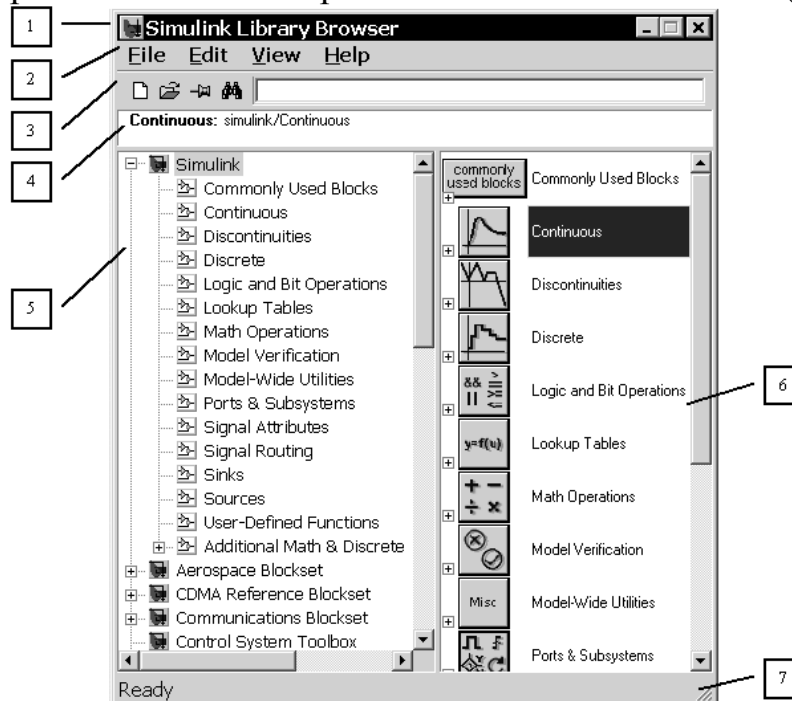 1
Simulink Library Browser
File Edit View Help
2
3
Continuous: simulink/Continuous
4
Simulink
Commonly Used Blocks
Continuous
Discontinuities
Discrete
Logic and Bit Operations
Lookup Tables
Math Operations
Model Verification
Model-Wide Utilities
Ports & Subsystems
Signal Attributes
Signal Routing
Sinks
Sources
User-Defined Functions
Additional Math & Discrete
Aerospace Blockset
CDMA Reference Blockset
Communications Blockset
Control System Toolbox
5
commonly
used blocks
Commonly Used Blocks
Continuous
Discontinuities
Discrete
&& >=
|| <=
Logic and Bit Operations
y=f(u)
Lookup Tables
+ −
÷ ×
Math Operations
Model Verification
Misc
Model-Wide Utilities
Ports & Subsystems
6
Ready
7